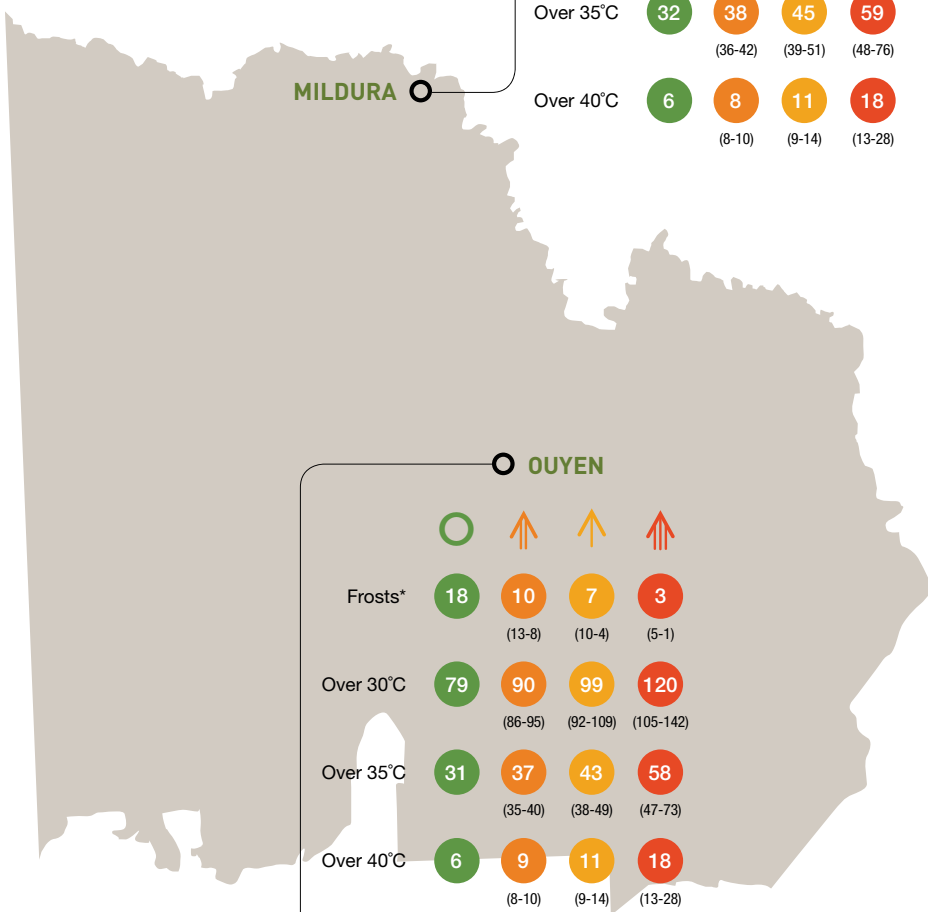 Over 35°C 32 38 45 59
(36-42) (39-51) (48-76)
MILDURA
Over 40°C 6 8 11 18
(8-10) (9-14) (13-28)
OUYEN
Frosts* 18 10 7 3
(13-8) (10-4) (5-1)
Over 30°C 79 90 99 120
(86-95) (92-109) (105-142)
Over 35°C 31 37 43 58
(35-40) (38-49) (47-73)
Over 40°C 6 9 11 18
(8-10) (9-14) (13-28)